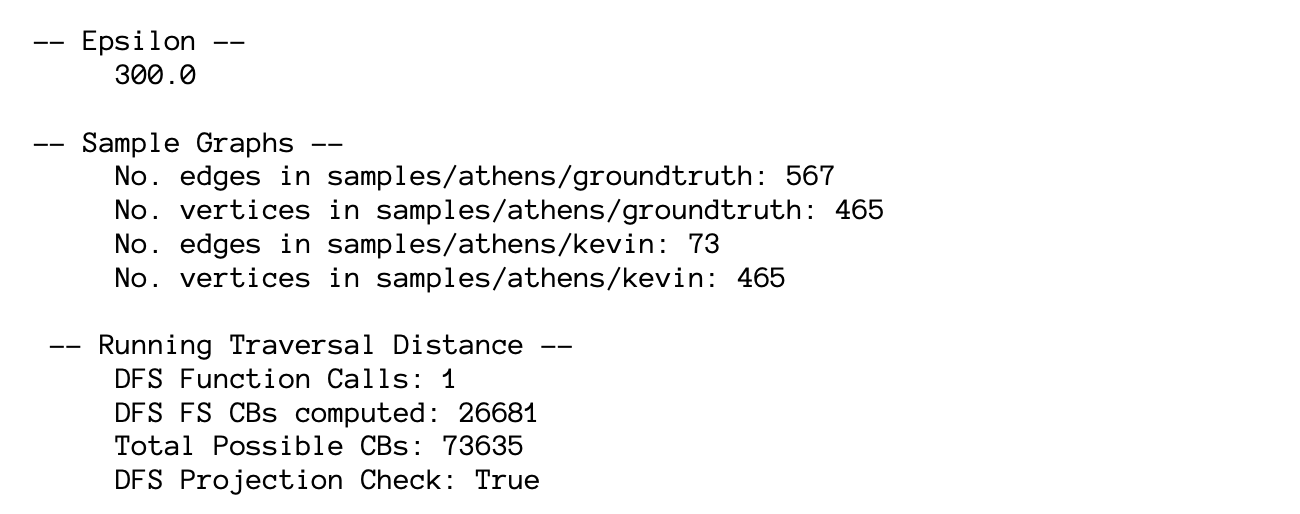 -- Epsilon --
300.0
-- Sample Graphs --
No. edges in samples/athens/groundtruth: 567
No. vertices in samples/athens/groundtruth: 465
No. edges in samples/athens/kevin: 73
No. vertices in samples/athens/kevin: 465
-- Running Traversal Distance --
DFS Function Calls: 1
DFS FS CBs computed: 26681
Total Possible CBs: 73635
DFS Projection Check: True